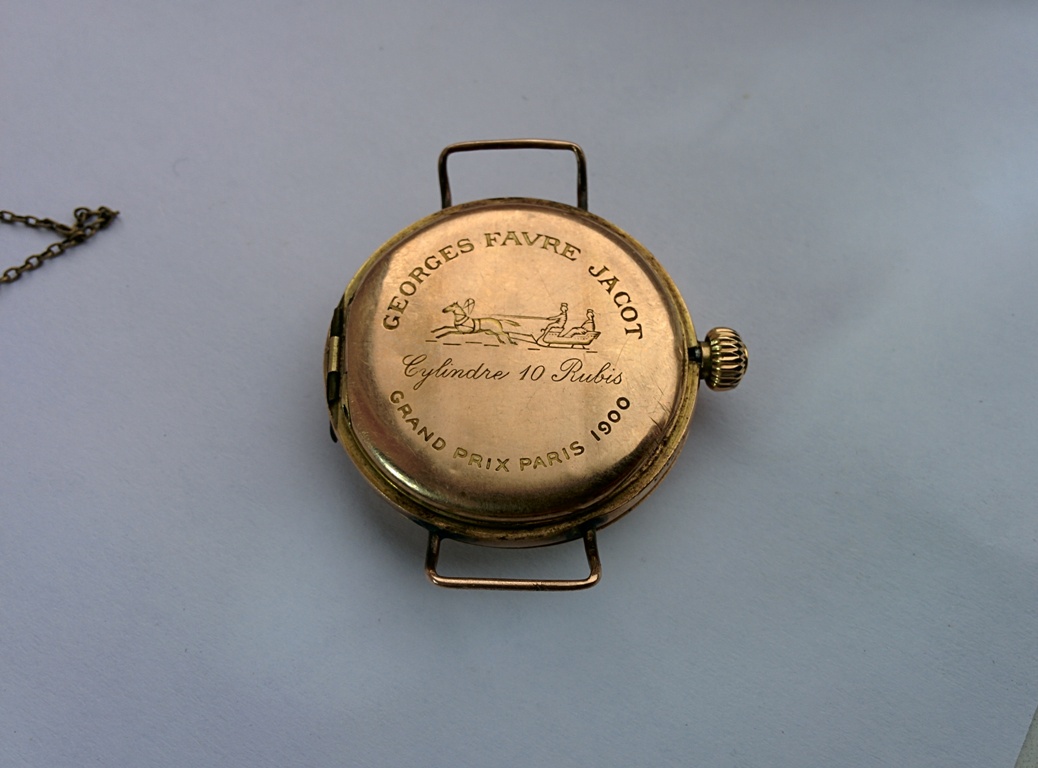 GEORGES FAVRE JACOT
Cylindre 10 Rubis
GRAND PRIX PARIS 1900